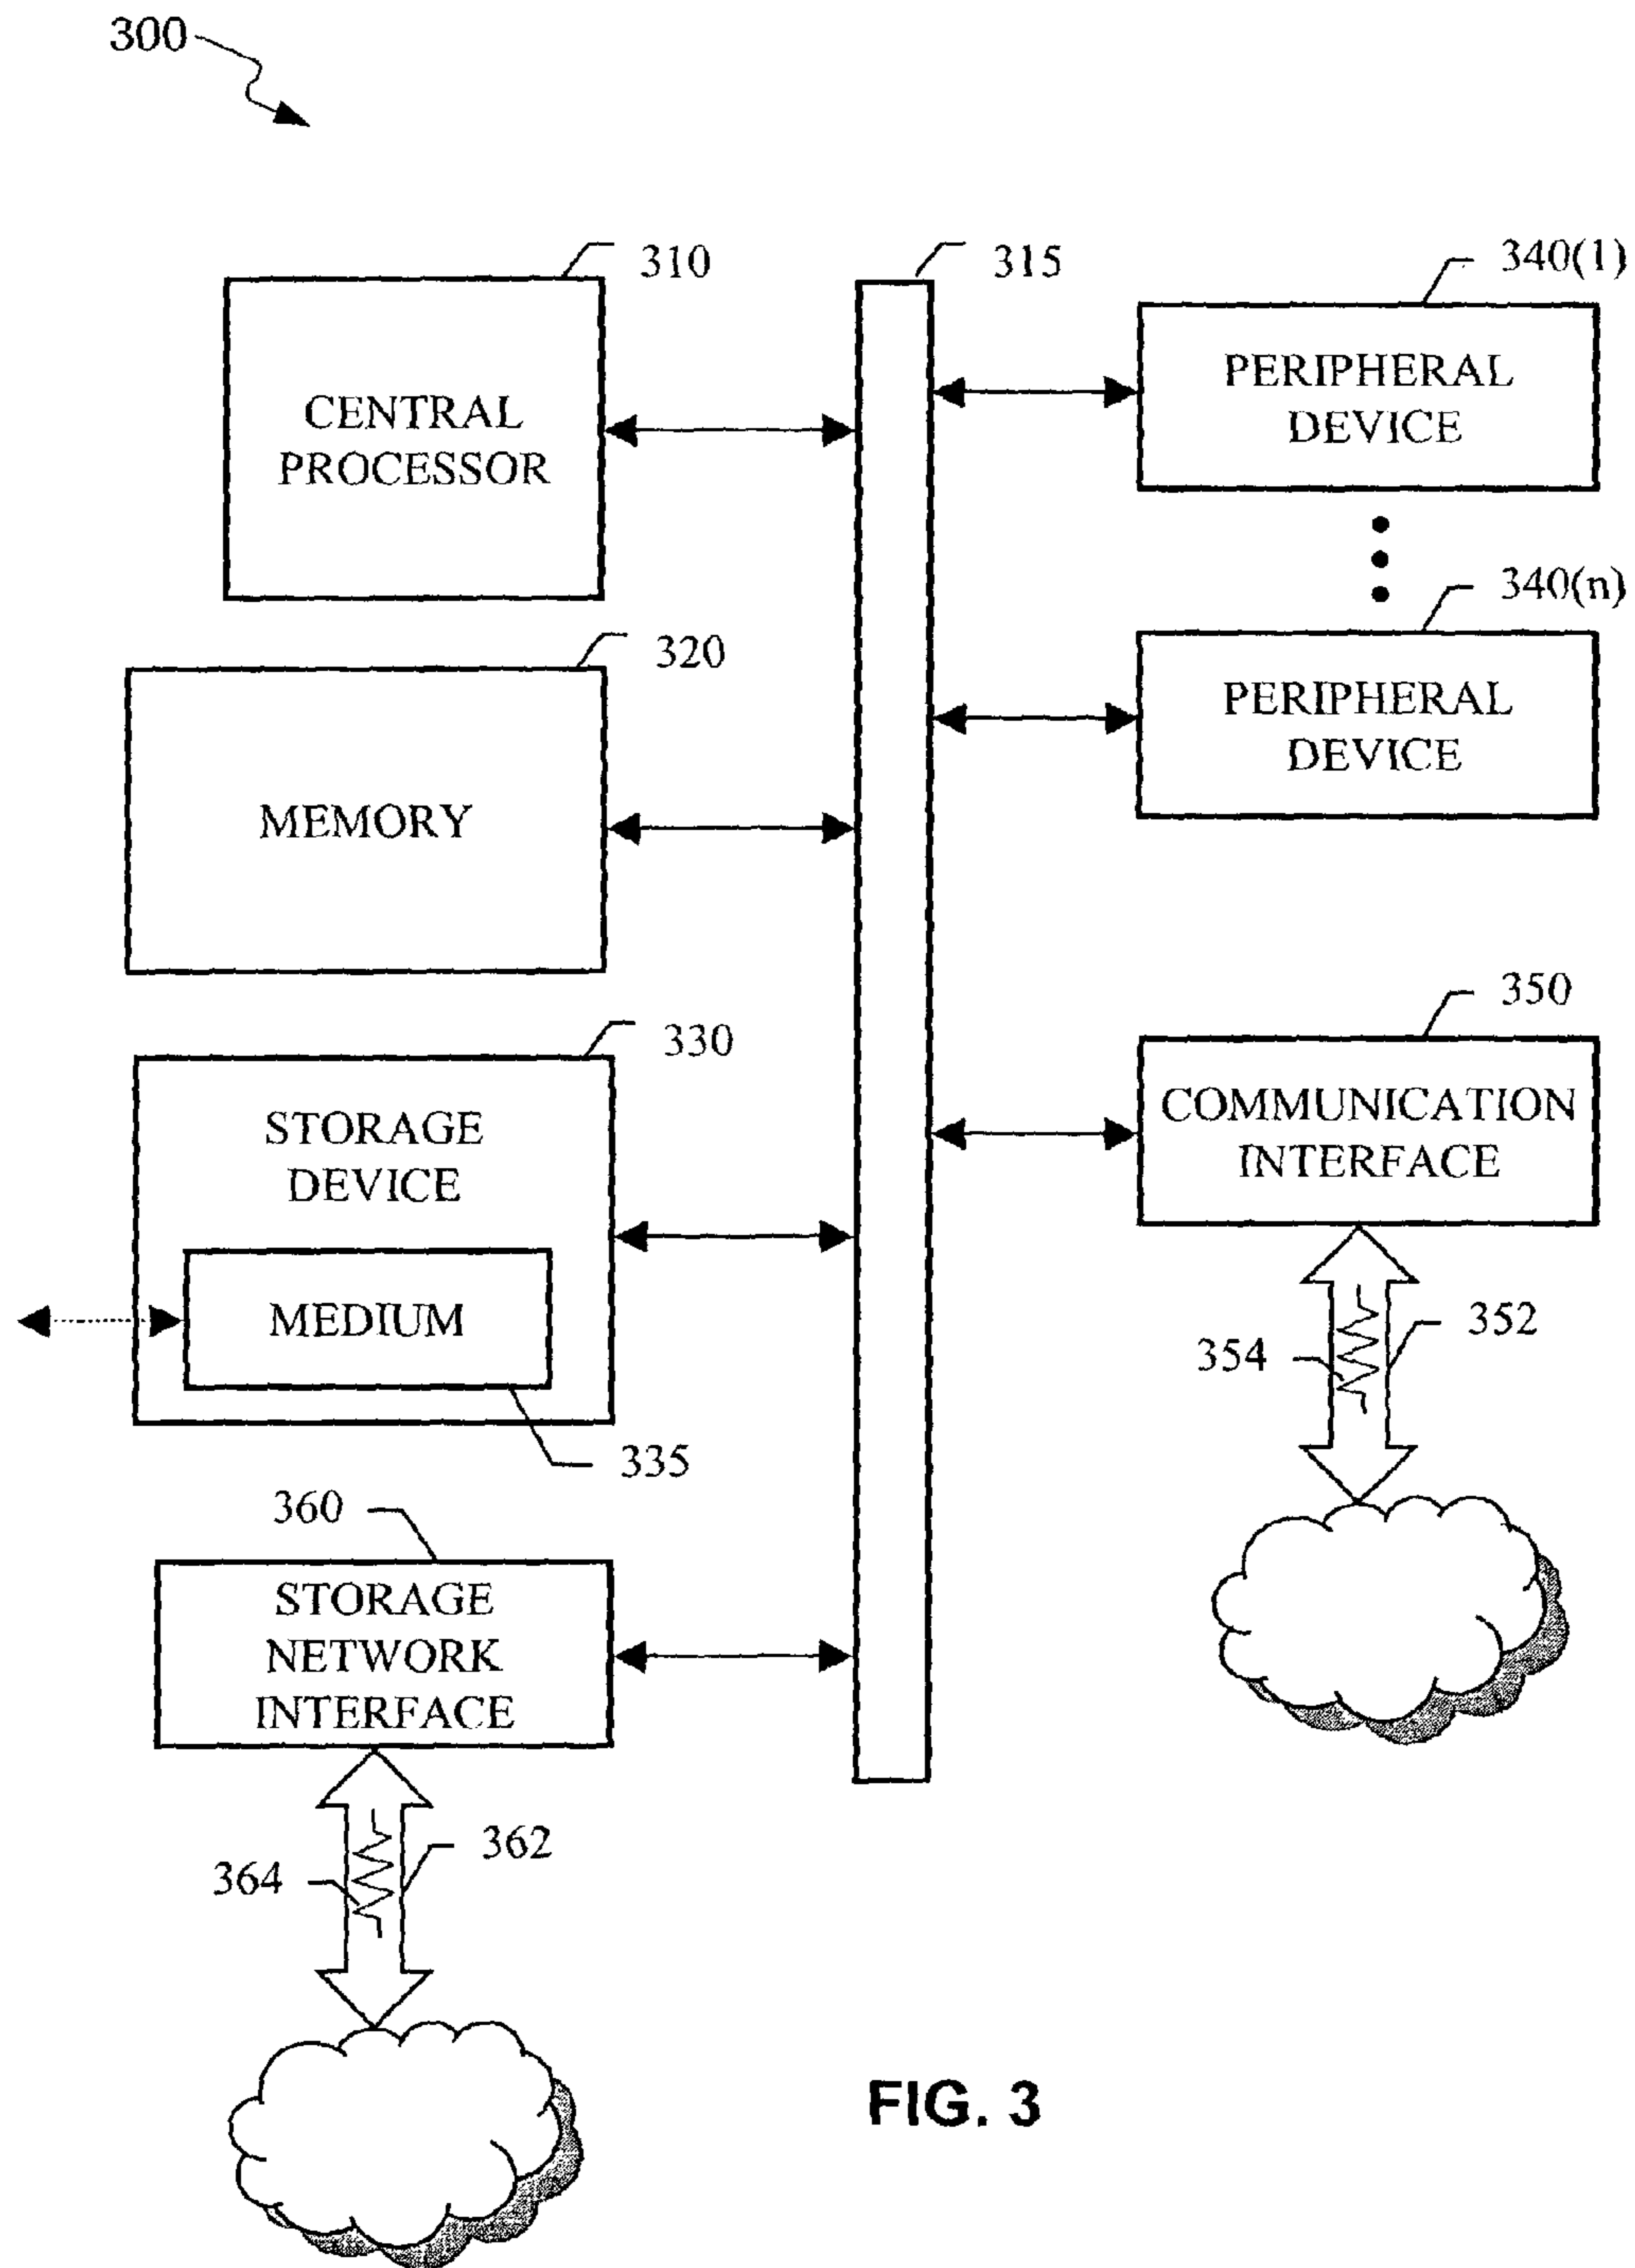 300
310
315
340(1)
CENTRAL
PROCESSOR
PERIPHERAL
DEVICE
340(n)
320
MEMORY
PERIPHERAL
DEVICE
330
350
STORAGE
DEVICE
COMMUNICATION
INTERFACE
MEDIUM
354
352
335
360
STORAGE
NETWORK
INTERFACE
364
362
FIG. 3